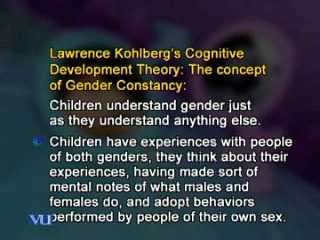 Lawrence Kohlberg's Cognitive
Development Theory: The concept
of Gender Constancy:
Children understand gender just
as they understand anything else.
Children have experiences with people
of both genders, they think about their
experiences, having made sort of
mental notes of what males and
females do, and adopt behaviors
performed by people of their own sex.
VU